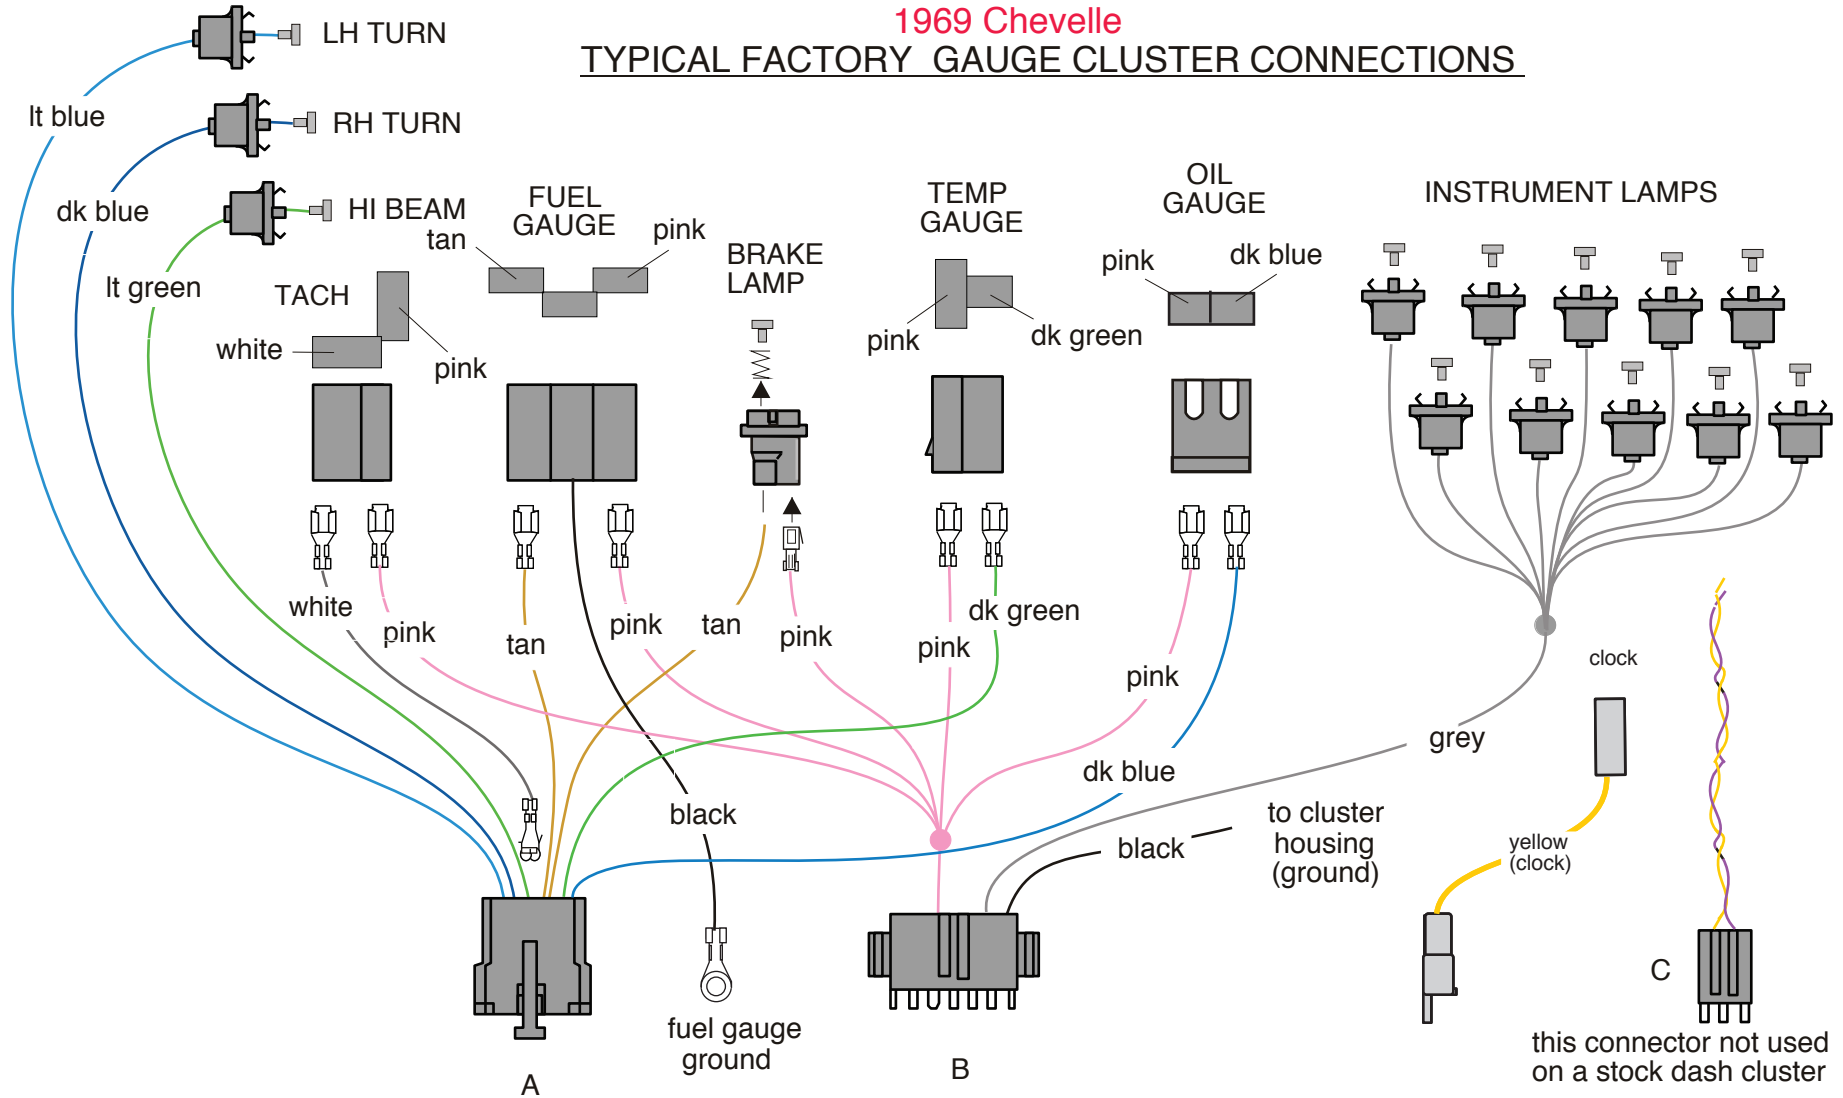 1969 Chevelle
TYPICAL FACTORY GAUGE CLUSTER CONNECTIONS
LH TURN
lt blue
RH TURN
dk blue
HI BEAM
lt green
TACH
white
pink
FUEL
GAUGE
tan
pink
BRAKE
LAMP
TEMP
GAUGE
pink
dk green
OIL
GAUGE
pink
dk blue
INSTRUMENT LAMPS
white
pink
tan
pink
tan
pink
pink
dk green
pink
dk blue
grey
black
black
to cluster
housing
(ground)
clock
yellow
(clock)
fuel gauge
ground
A
B
C
this connector not used
on a stock dash cluster